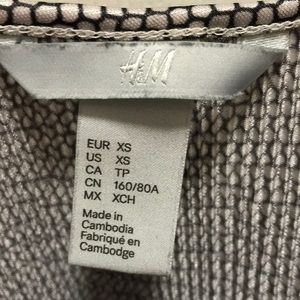 H&M
EUR XS
US XS
CA TP
CN 160/80A
MX XCH
Made in
Cambodia
Fabriqué en
Cambodge